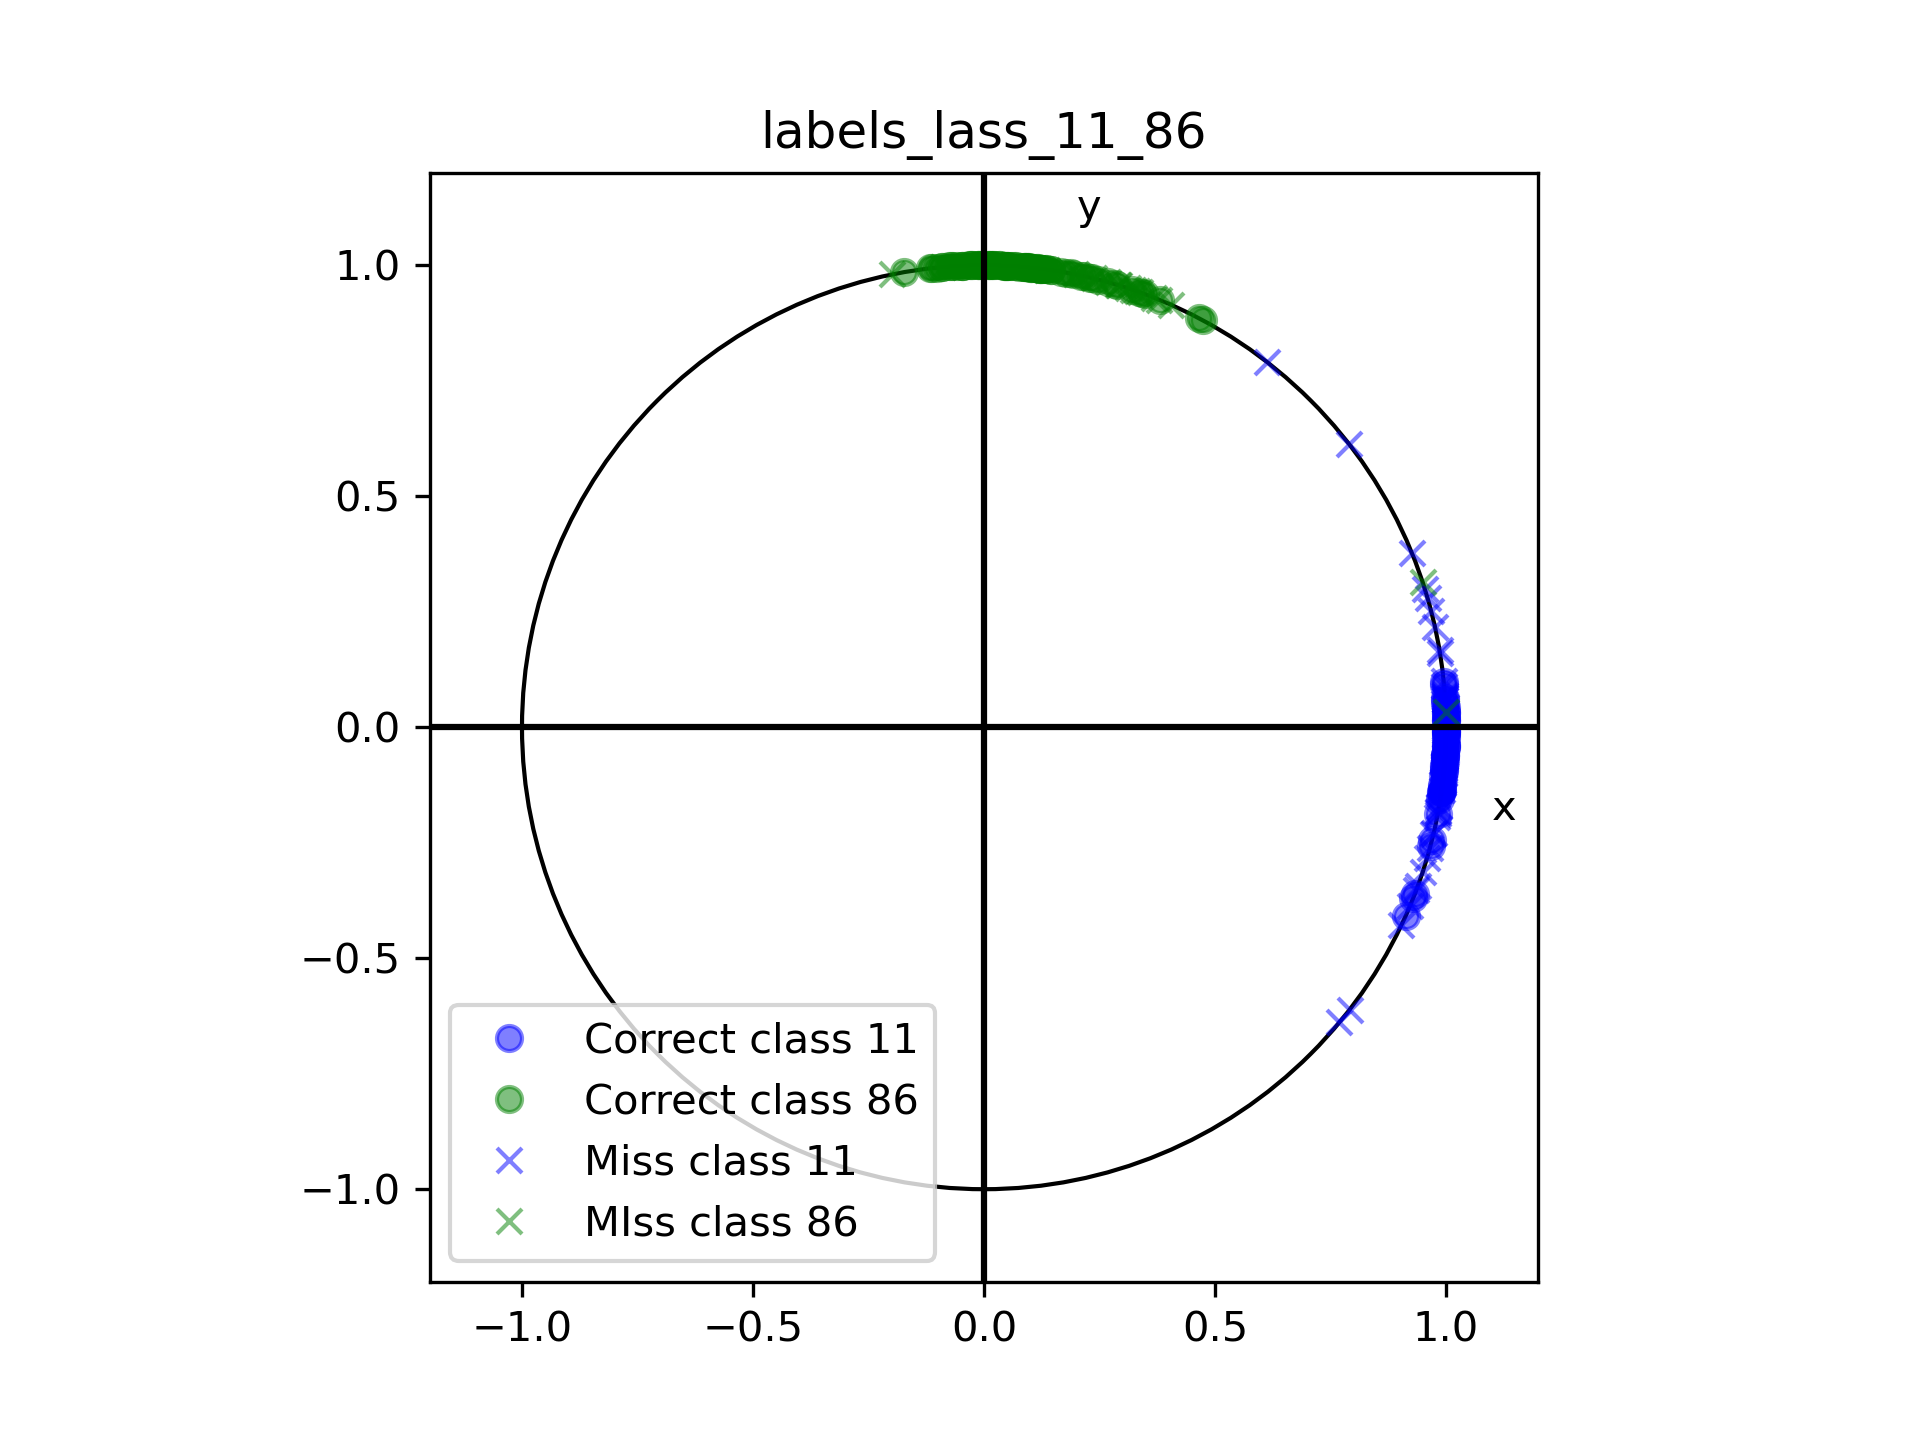 labels_lass_11_86
y
1.0
0.5
0.0
x
−0.5
−1.0
Correct class 11
Correct class 86
Miss class 11
MIss class 86
−1.0
−0.5
0.0
0.5
1.0